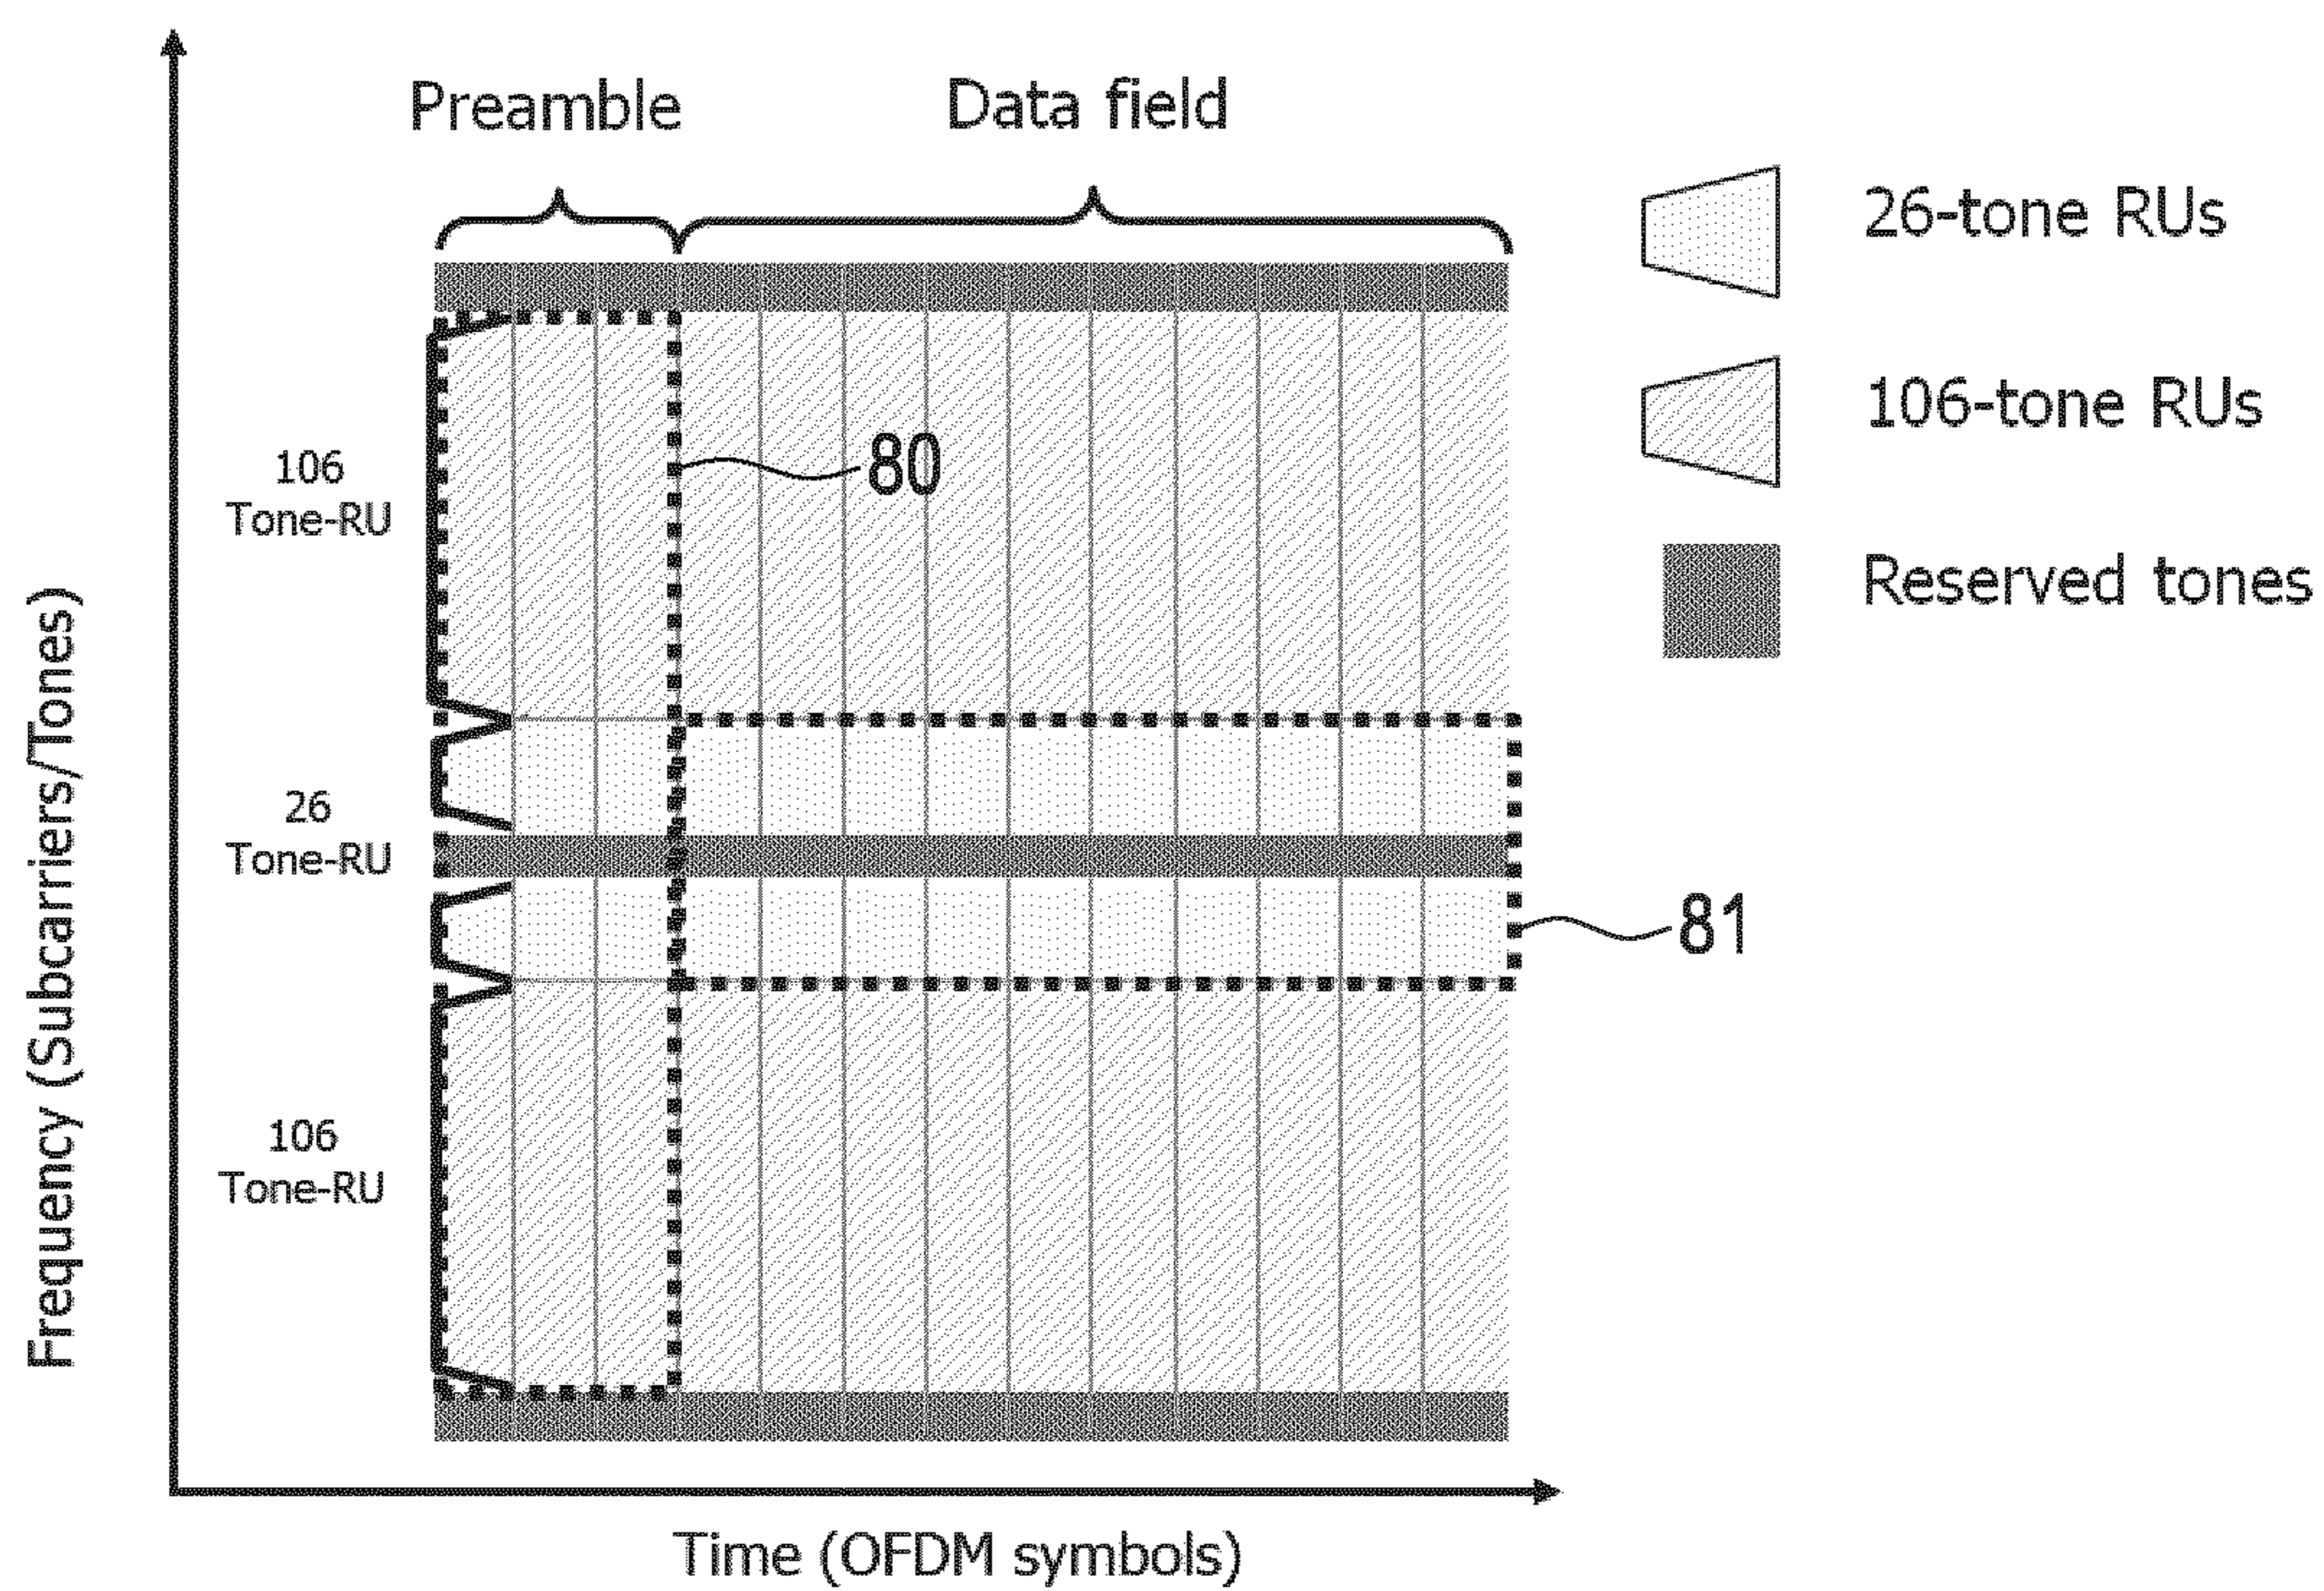 Preamble
Data field
26-tone RUs
106-tone RUs
Reserved tones
106
Tone-RU
80
26
Tone-RU
81
106
Tone-RU
Frequency (Subcarriers/Tones)
Time (OFDM symbols)